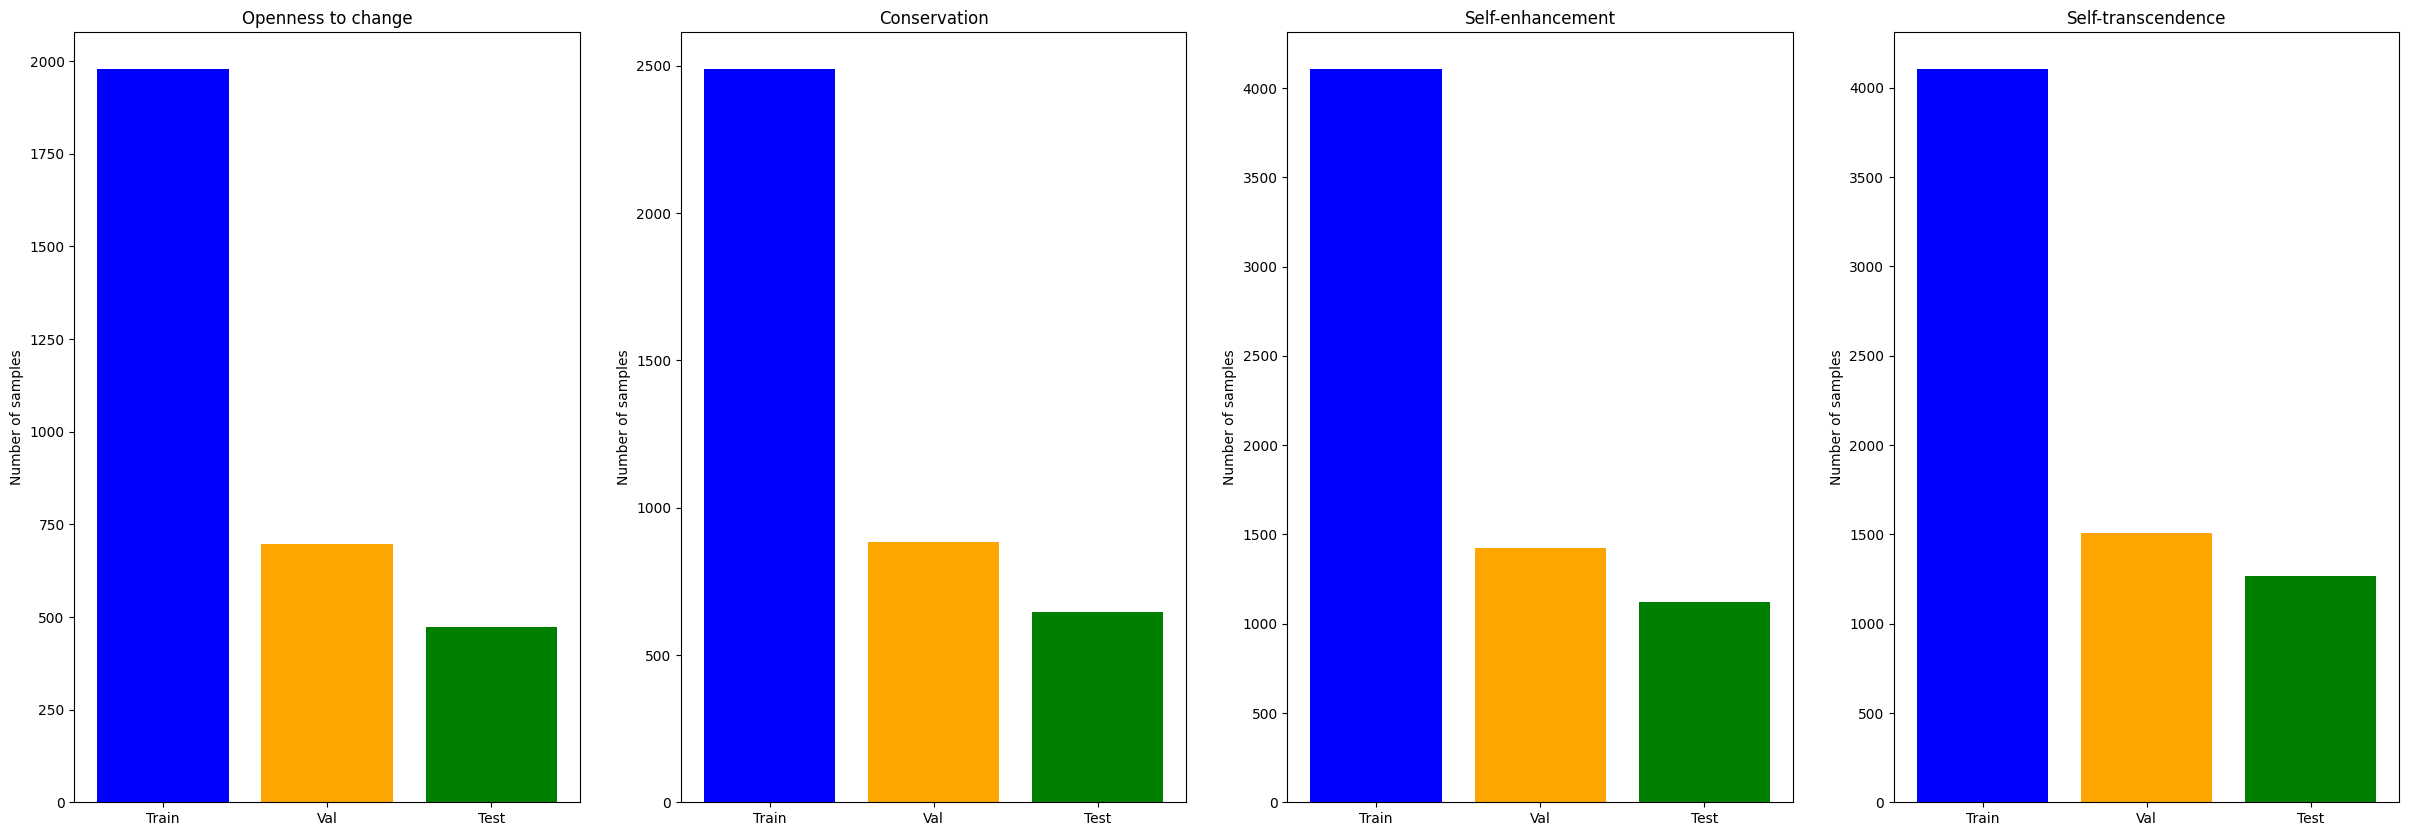 Openness to change
Number of samples
2000
1750
1500
1250
1000
750
500
250
0
Train Val Test
Conservation
Number of samples
2500
2000
1500
1000
500
0
Train Val Test
Self-enhancement
Number of samples
4000
3500
3000
2500
2000
1500
1000
500
0
Train Val Test
Self-transcendence
Number of samples
4000
3500
3000
2500
2000
1500
1000
500
0
Train Val Test